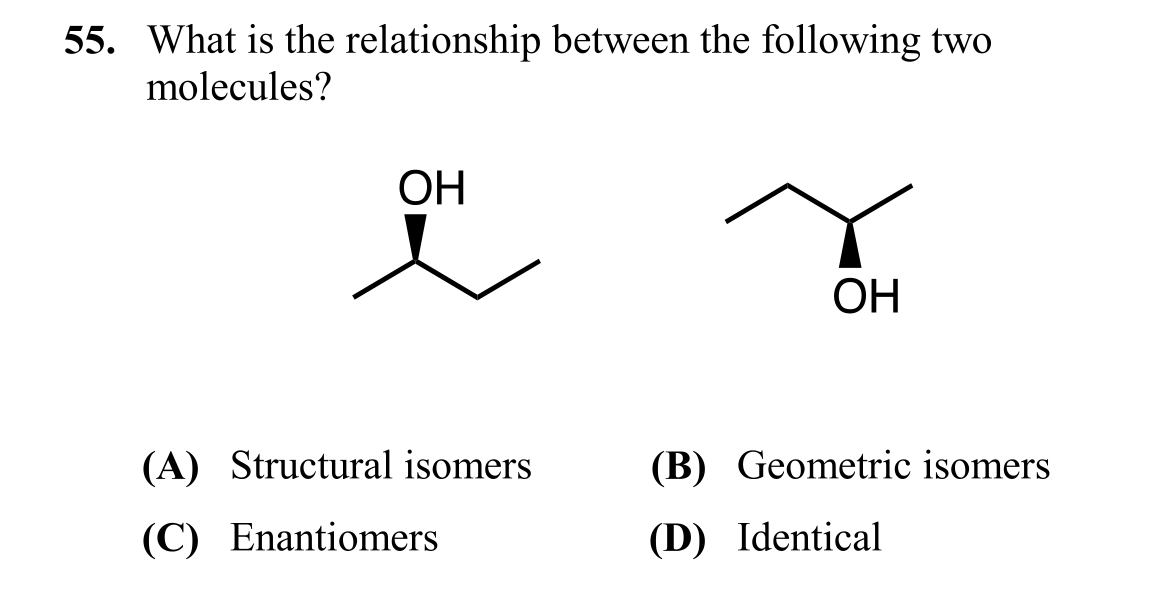 55. What is the relationship between the following two
molecules?
OH
OH
(A) Structural isomers (B) Geometric isomers
(C) Enantiomers (D) Identical